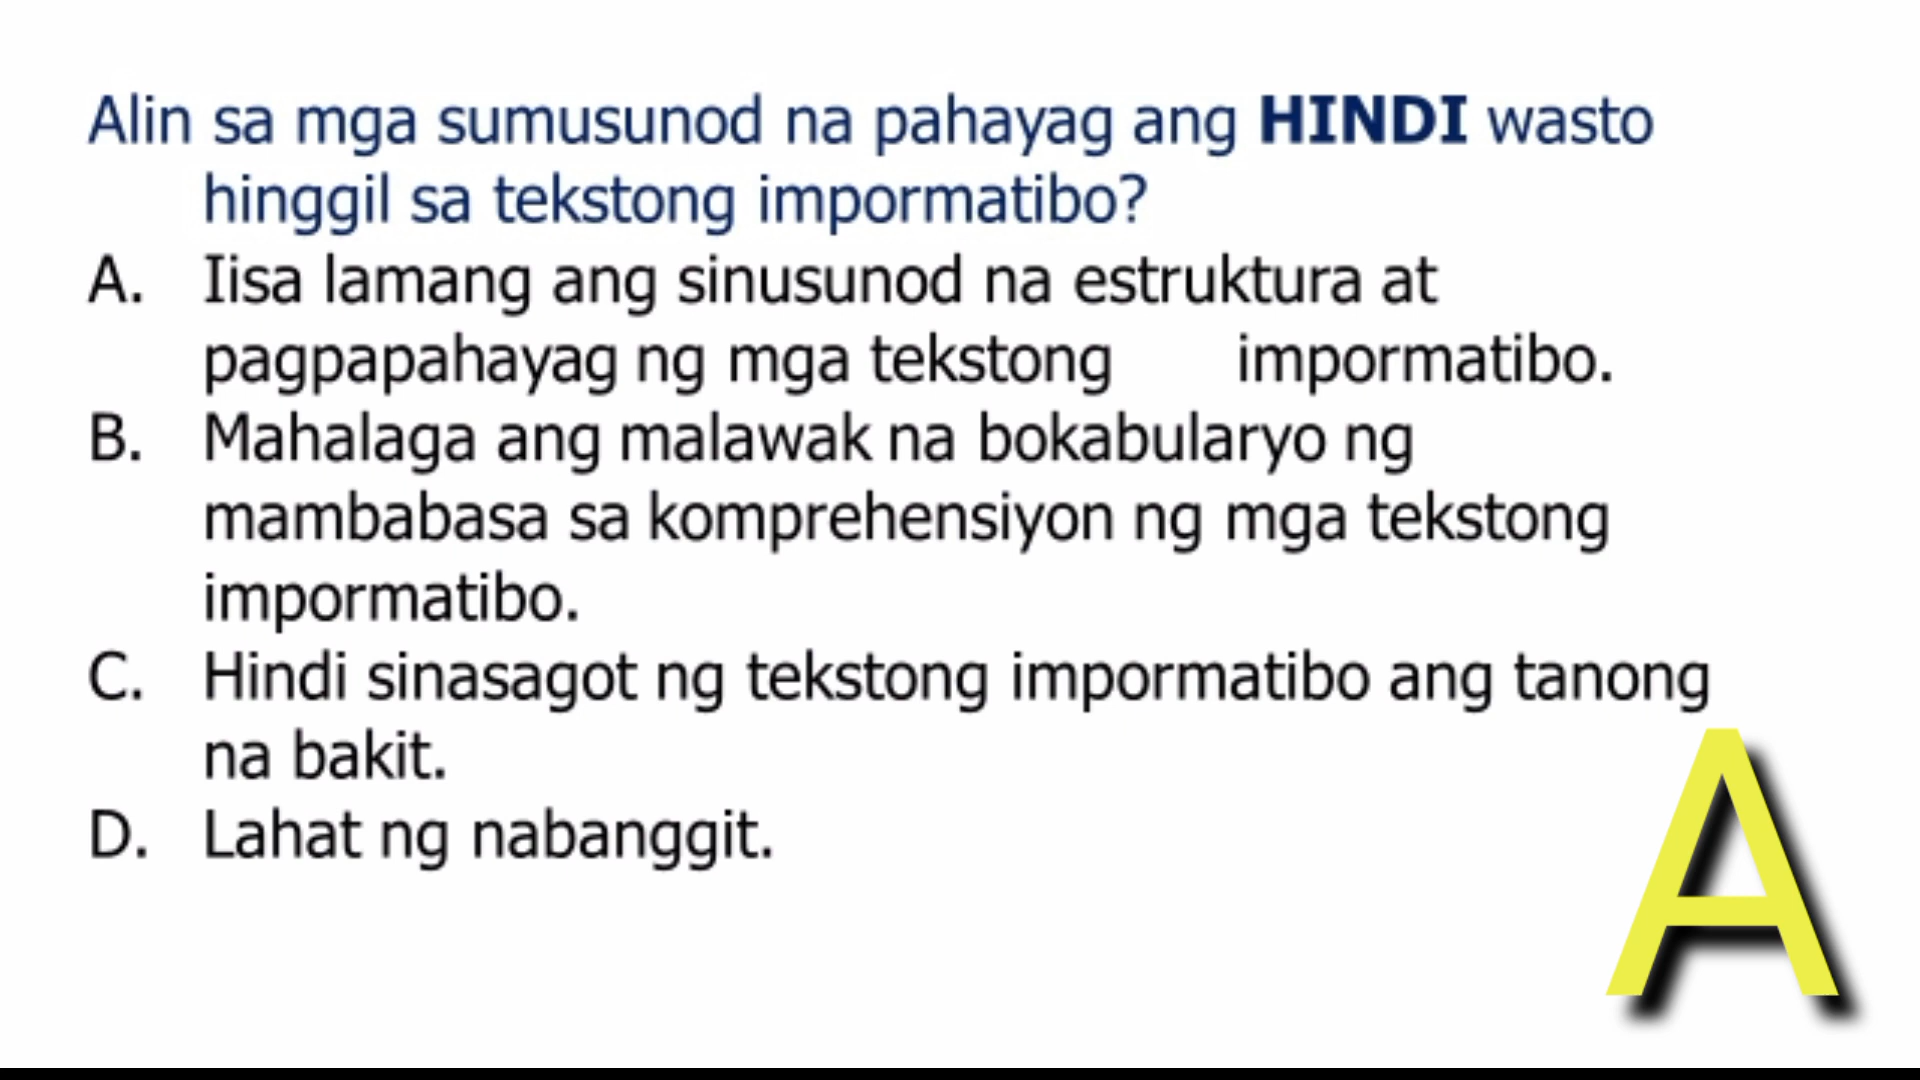 Alin sa mga sumusunod na pahayag ang HINDI wasto
hinggil sa tekstong impormatibo?
A. Iisa lamang ang sinusunod na estruktura at
pagpapahayag ng mga tekstong impormatibo.
B. Mahalaga ang malawak na bokabularyo ng
mambabasa sa komprehensiyon ng mga tekstong
impormatibo.
C. Hindi sinasagot ng tekstong impormatibo ang tanong
na bakit.
D. Lahat ng nabanggit.
A